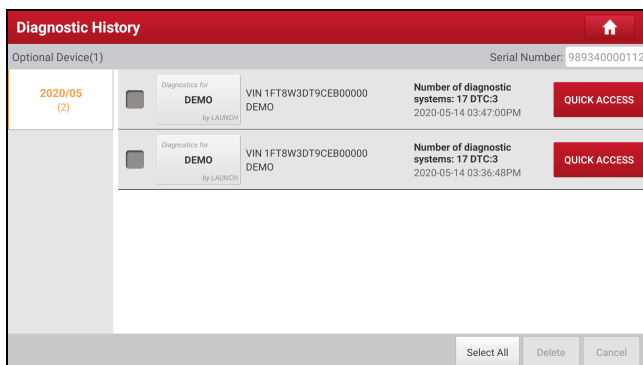 Diagnostic History
Optional Device(1)
Serial Number: 989340000112
2020/05
(2)
Diagnostics for
DEMO
by LAUNCH
VIN 1FT8W3DT9CEB00000
DEMO
Number of diagnostic
systems: 17 DTC:3
2020-05-14 03:47:00PM
QUICK ACCESS
Diagnostics for
DEMO
by LAUNCH
VIN 1FT8W3DT9CEB00000
DEMO
Number of diagnostic
systems: 17 DTC:3
2020-05-14 03:36:48PM
QUICK ACCESS
Select All
Delete
Cancel